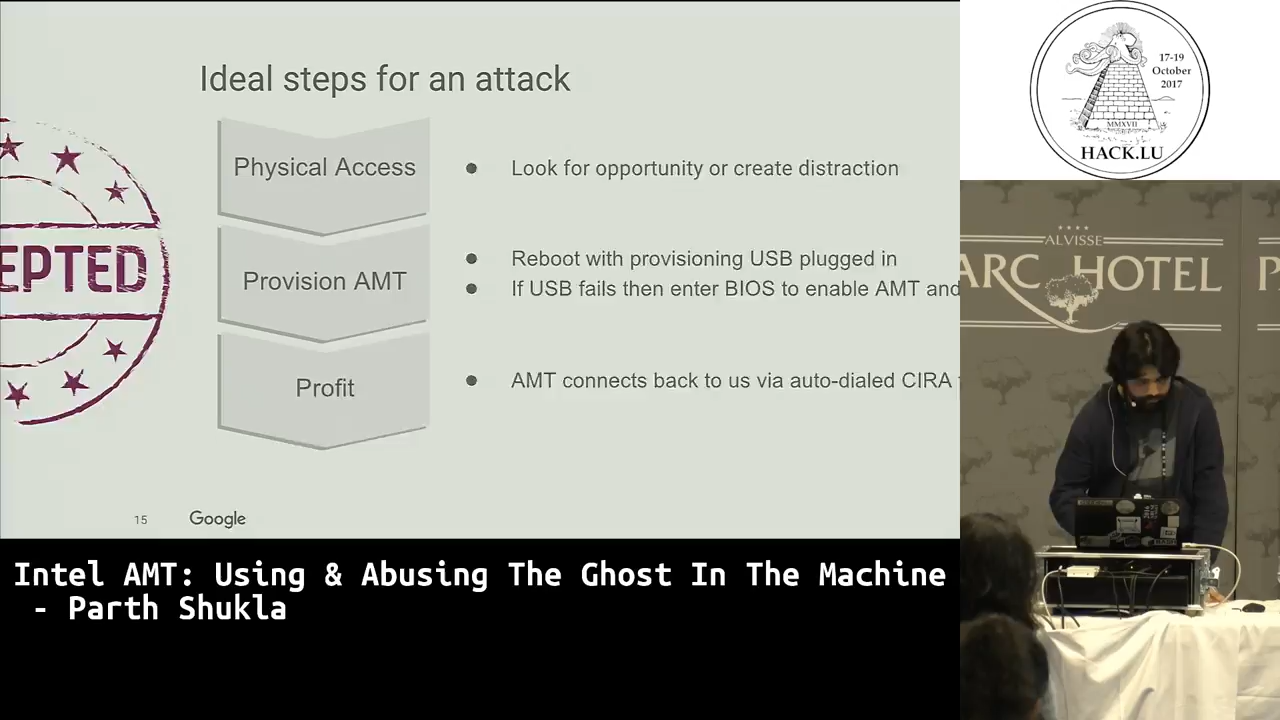 Ideal steps for an attack
EPTED
Physical Access
Look for opportunity or create distraction
Provision AMT
Reboot with provisioning USB plugged in
If USB fails then enter BIOS to enable AMT and
Profit
AMT connects back to us via auto-dialed CIRA
15
Google
Intel AMT: Using & Abusing The Ghost In The Machine
- Parth Shukla
17-19
October
2017
MMXVII
HACK.LU
ALVISSE
ARC HOTEL
P